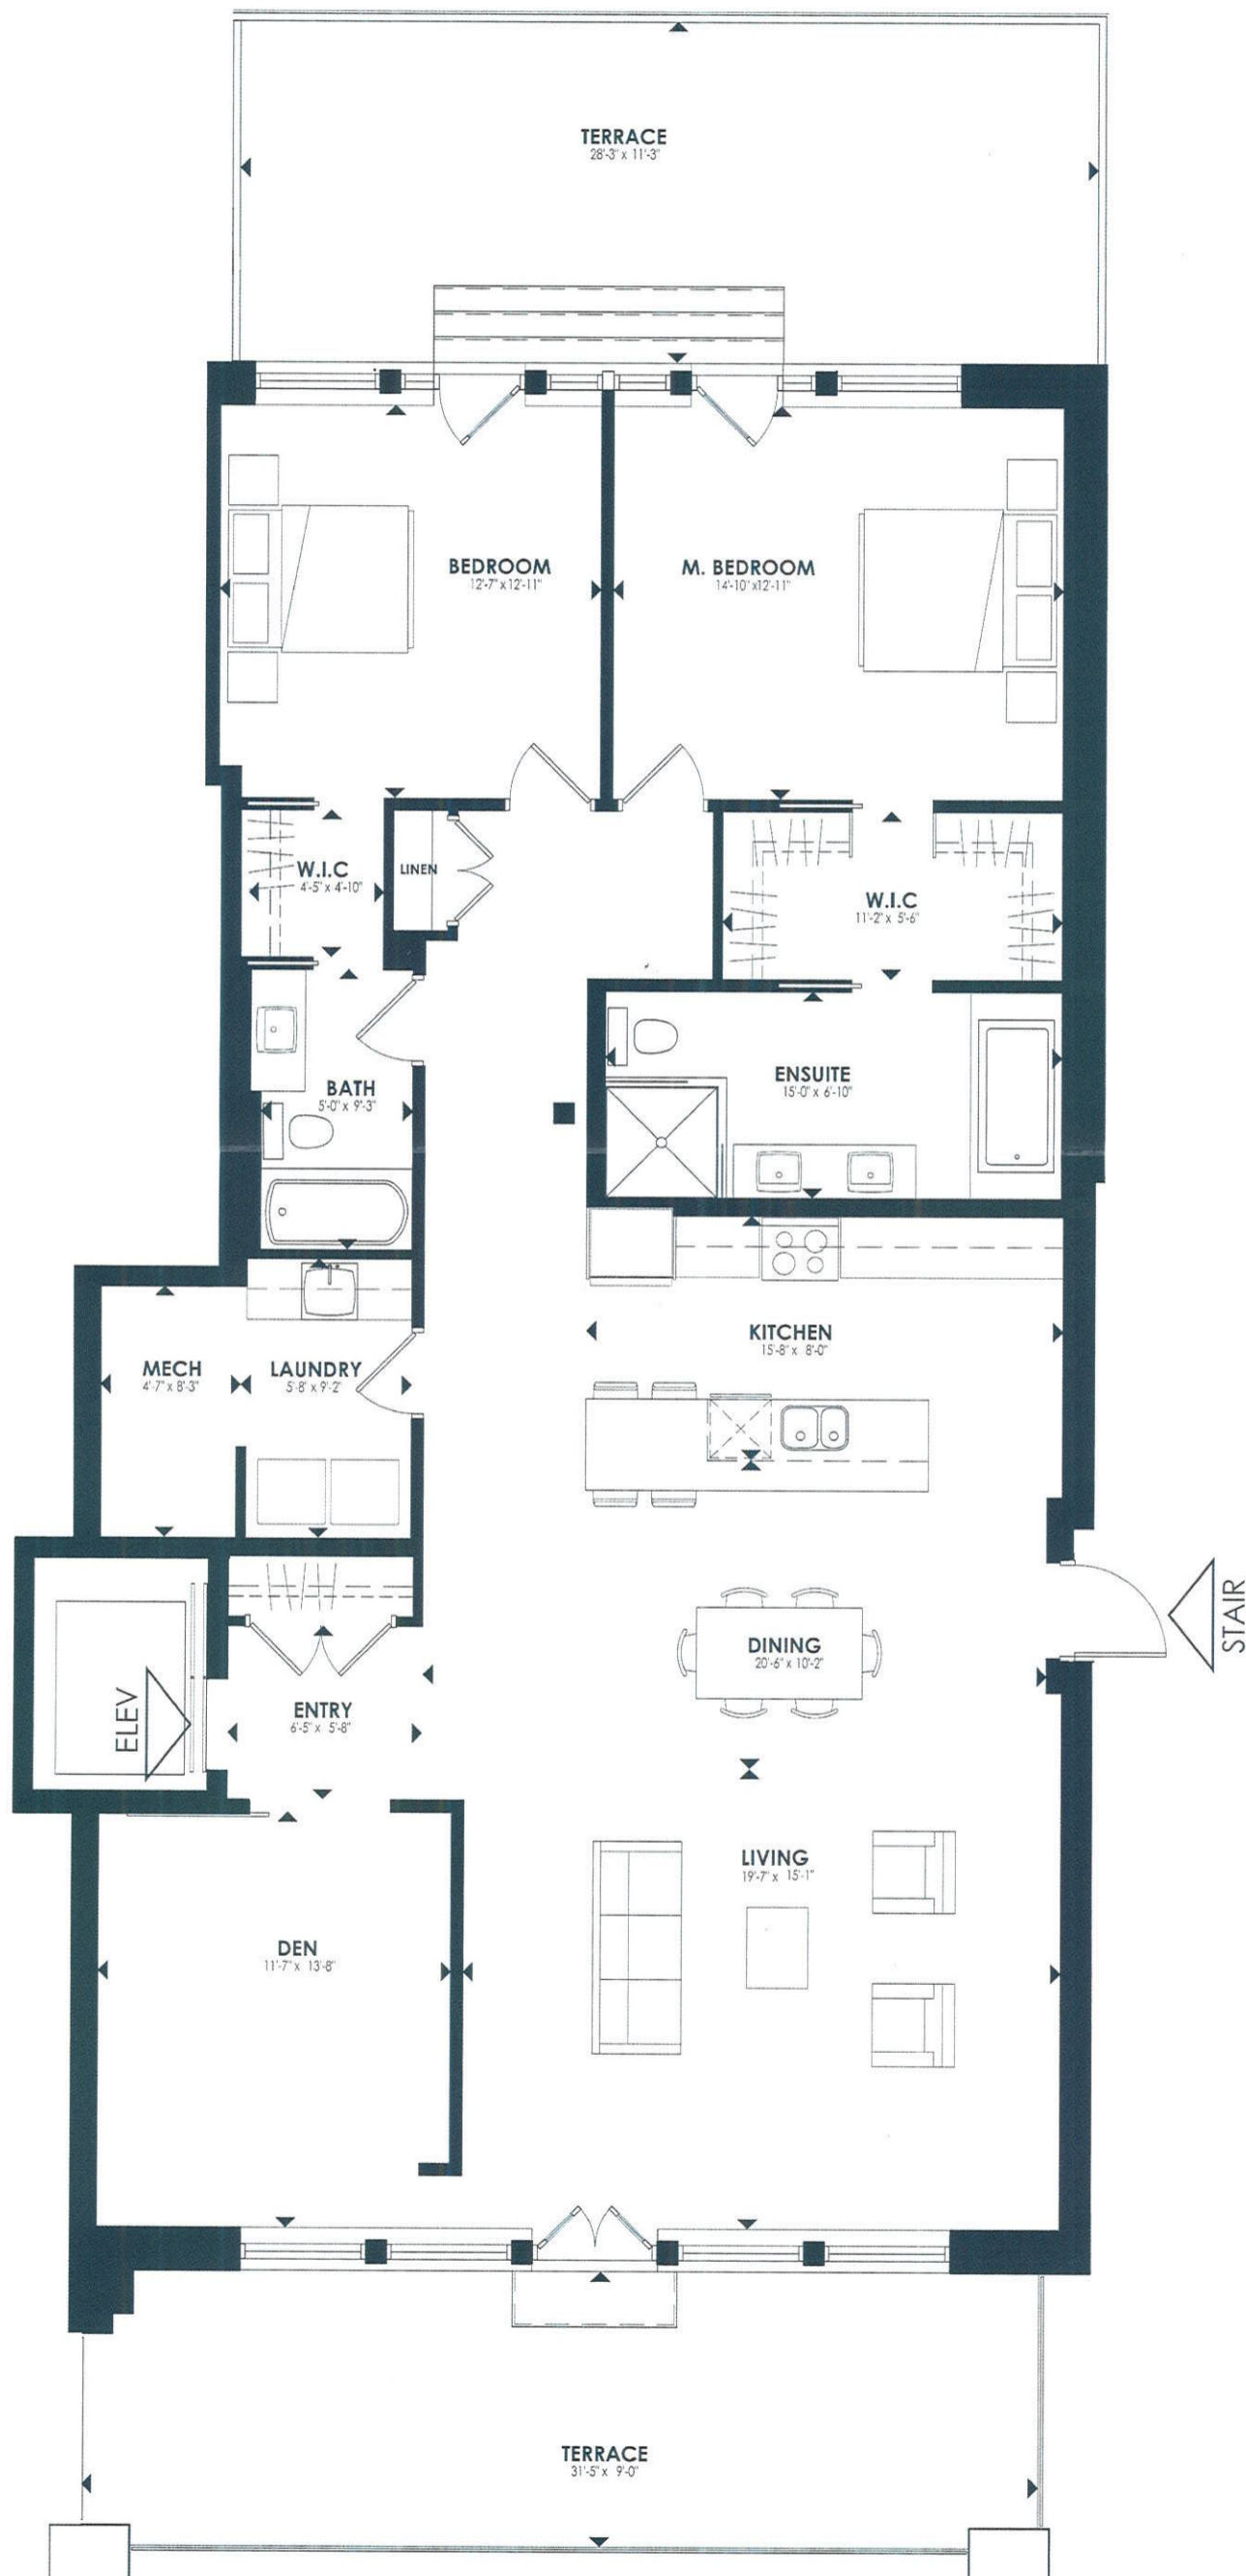 TERRACE
28'-3" x 11'-3"
BEDROOM
12'-7" x 12'-11"
M. BEDROOM
14'-10" x12'-11"
W.I.C
4'-5" x 4'-10"
LINEN
W.I.C
11'-2" x 5'-6"
BATH
5'-0" x 9'-3"
ENSUITE
15'-0" x 6'-10"
KITCHEN
15'-8" x 8'-0"
MECH
4'-7" x 8'-3"
LAUNDRY
5'-8" x 9'-2"
STAIR
DINING
20'-6" x 10'-2"
ELEV
ENTRY
6'-5" x 5'-8"
LIVING
19'-7" x 15'-1"
DEN
11'-7" x 13'-8"
TERRACE
31'-5" x 9'-0"